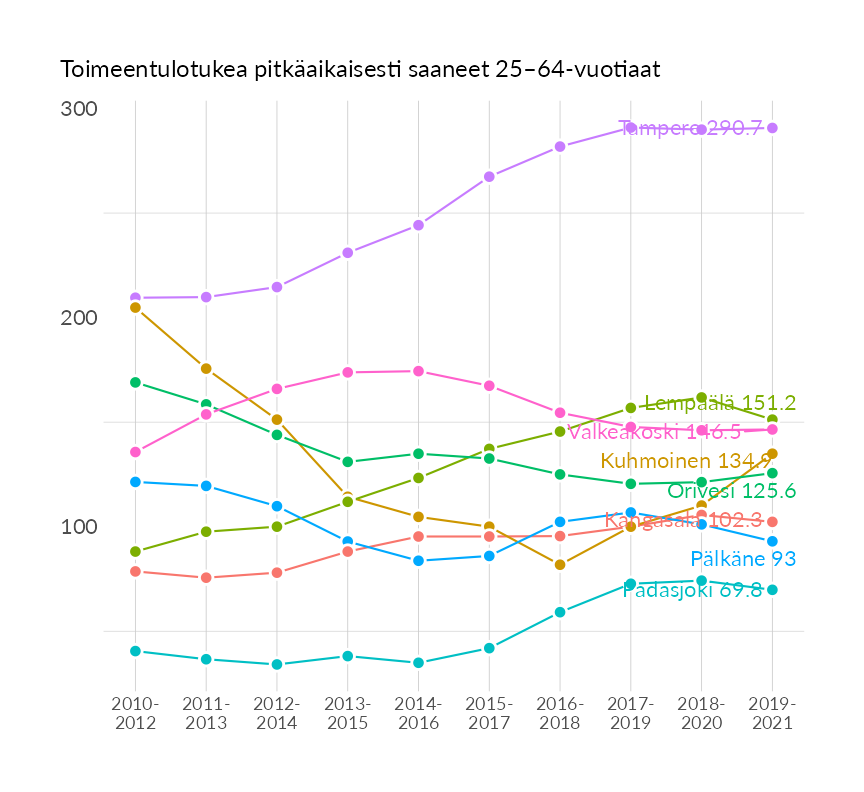 Toimeentulotukea pitkäaikaisesti saaneet 25–64-vuotiaat
300
Tampere 290.7
200
Lempäälä 151.2
Valkeakoski 146.5
Kuhmoinen 134.9
Orivesi 125.6
100
Kangasala 102.3
Pälkäne 93
Padasjoki 69.8
2010- 2011- 2012- 2013- 2014- 2015- 2016- 2017- 2018- 2019-
2012 2013 2014 2015 2016 2017 2018 2019 2020 2021